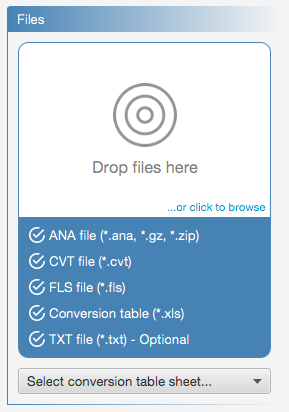 Files
Drop files here
...or click to browse
ANA file (*.ana, *.gz, *.zip)
CVT file (*.cvt)
FLS file (*.fls)
Conversion table (*.xls)
TXT file (*.txt) - Optional
Select conversion table sheet...